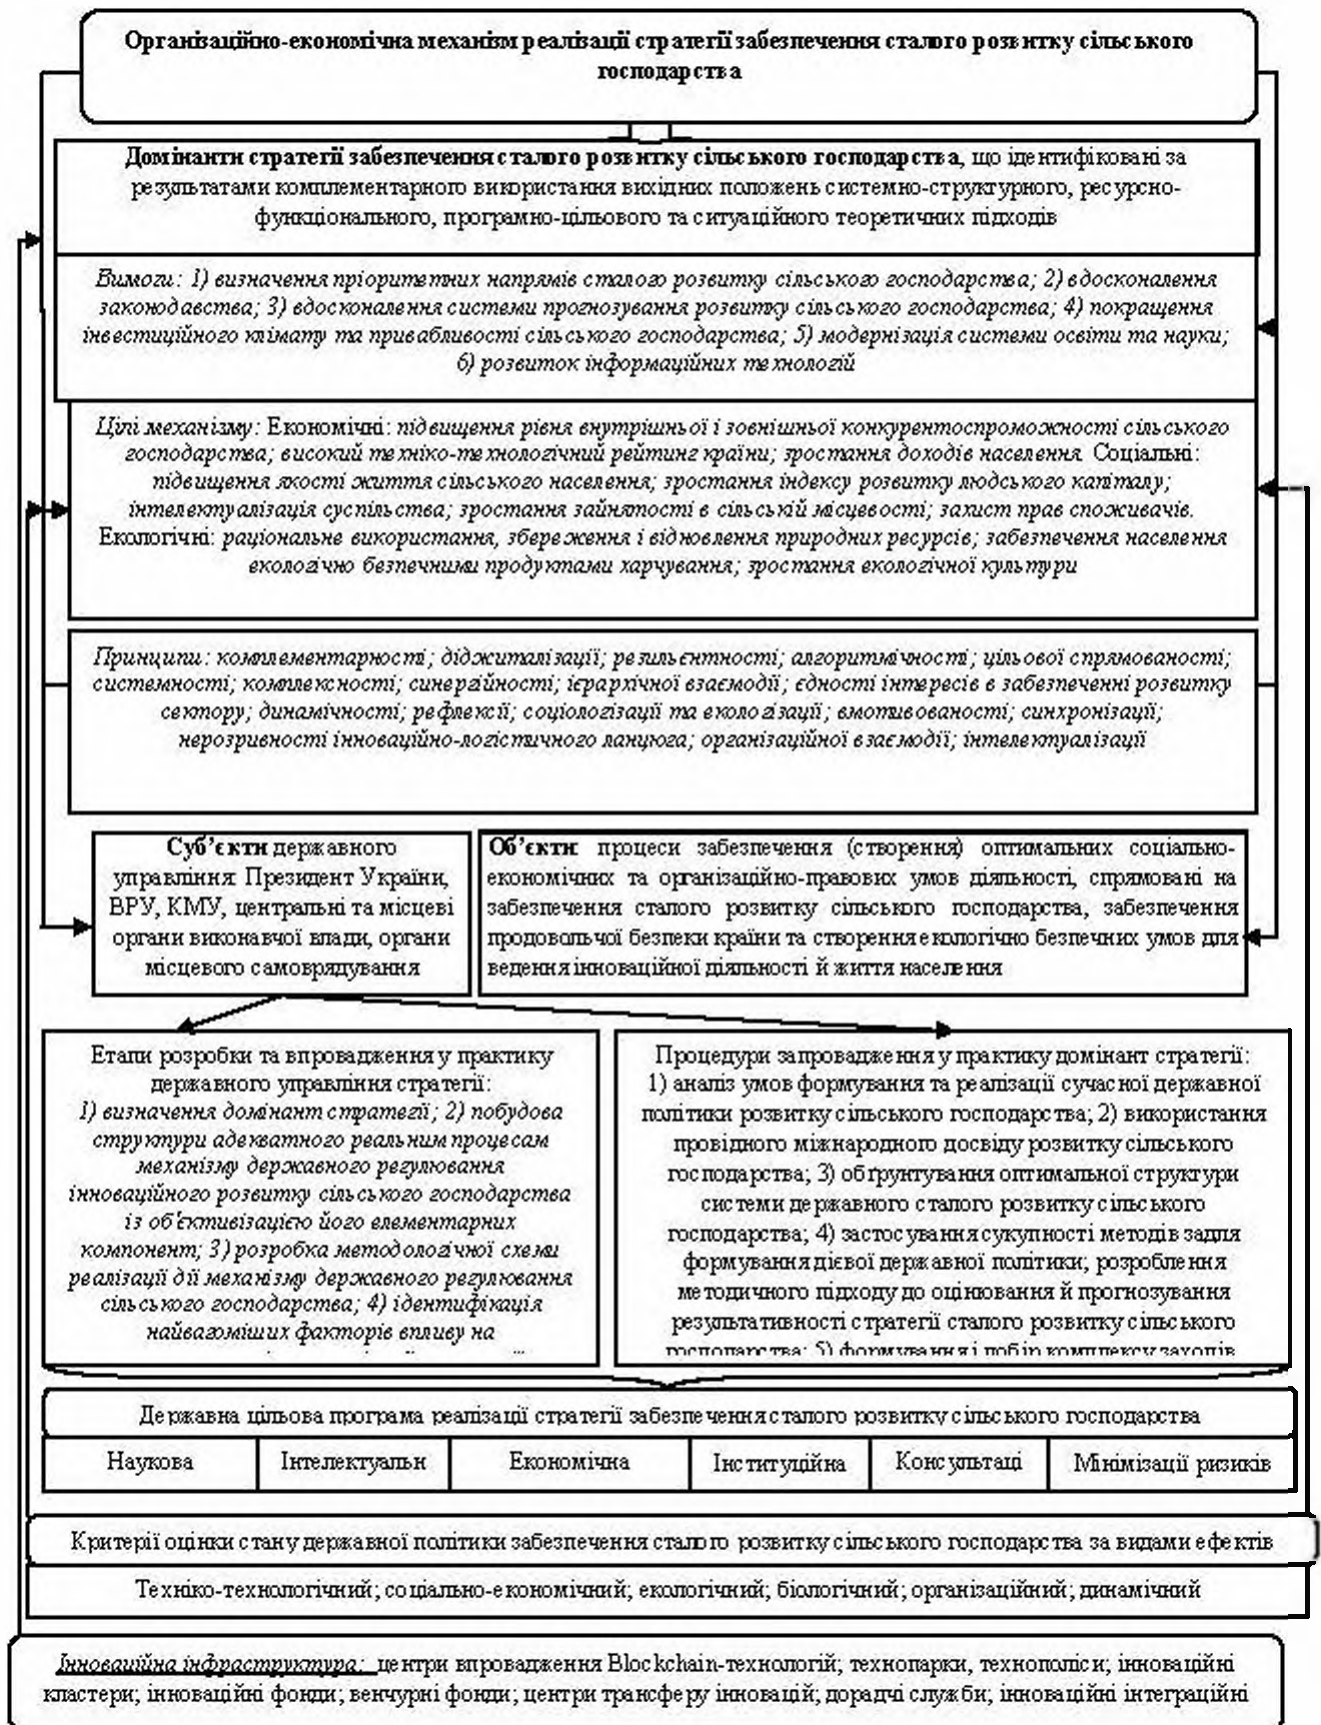 Організаційно-економічна механізм реалізації стратегії забезпечення сталого розвитку сільського
господарства
Домінанти стратегії забезпечення сталого розвитку сільського господарства, що ідентифіковані за
результатами комплементарного використання вихідних положень системно-структурного, ресурсно-
функціонального, програмно-цільового та ситуаційного теоретичних підходів
Вимоги: 1) визначення пріоритетних напрямів сталого розвитку сільського господарства; 2) вдосконалення
законодавства; 3) вдосконалення системи прогнозування розвитку сільського господарства; 4) покращення
інвестиційного клімату та привабливості сільського господарства; 5) модернізація системи освіти та науки;
6) розвиток інформаційних технологій
Цілі механізму: Економічні: підвищення рівня внутрішньої і зовнішньої конкурентоспроможності сільського
господарства; високий техніко-технологічний рейтинг країни; зростання доходів населення. Соціальні:
підвищення якості життя сільського населення; зростання індексу розвитку людського капіталу;
інтелектуалізація суспільства; зростання зайнятості в сільській місцевості; захист прав споживачів.
Екологічні: раціональне використання, збереження і відновлення природних ресурсів; забезпечення населення
екологічно безпечними продуктами харчування; зростання екологічної культури
Принципи: комплементарності; діджиталізації; резильєнтності; алгоритмічності; цільової спрямованості;
системності; комплексності; синергійності; ієрархічної взаємодії; єдності інтересів в забезпеченні розвитку
сектору; динамічності; рефлексії; соціологізації та екологізації; вмотивованості; синхронізації;
нерозривності інноваційно-логістичного ланцюга; організаційної взаємодії; інтелектуалізації
Суб’єкти державного
управління: Президент України,
ВРУ, КМУ, центральні та місцеві
органи виконавчої влади, органи
місцевого самоврядування
Об’єкти: процеси забезпечення (створення) оптимальних соціально-
економічних та організаційно-правових умов діяльності, спрямовані на
забезпечення сталого розвитку сільського господарства, забезпечення
продовольчої безпеки країни та створення екологічно безпечних умов для
ведення інноваційної діяльності й життя населення
Етапи розробки та впровадження у практику
державного управління стратегії:
1) визначення домінант стратегії; 2) побудова
структури адекватного реальним процесам
механізму державного регулювання
інноваційного розвитку сільського господарства
із об'єктивізацією його елементарних
компонент; 3) розробка методологічної схеми
реалізації дії механізму державного регулювання
сільського господарства; 4) ідентифікація
найвагоміших факторів впливу на
Процедури запровадження у практику домінант стратегії:
1) аналіз умов формування та реалізації сучасної державної
політики розвитку сільського господарства; 2) використання
провідного міжнародного досвіду розвитку сільського
господарства; 3) обґрунтування оптимальної структури
системи державного сталого розвитку сільського
господарства; 4) застосування сукупності методів задля
формування дієвої державної політики; розроблення
методичного підходу до оцінювання й прогнозування
результативності стратегії сталого розвитку сільського
господарства; 5) формування і добір комплексу заходів
Державна цільова програма реалізації стратегії забезпечення сталого розвитку сільського господарства
Наукова Інтелектуальн Економічна Інституційна Консультаці Мінімізації ризиків
Критерії оцінки стану державної політики забезпечення сталого розвитку сільського господарства за видами ефектів
Техніко-технологічний; соціально-економічний; екологічний; біологічний; організаційний; динамічний
Інноваційна інфраструктура: центри впровадження Blockchain-технологій; технопарки, технополіси; інноваційні
кластери; інноваційні фонди; венчурні фонди; центри трансферу інновацій; дорадчі служби; інноваційні інтеграційні